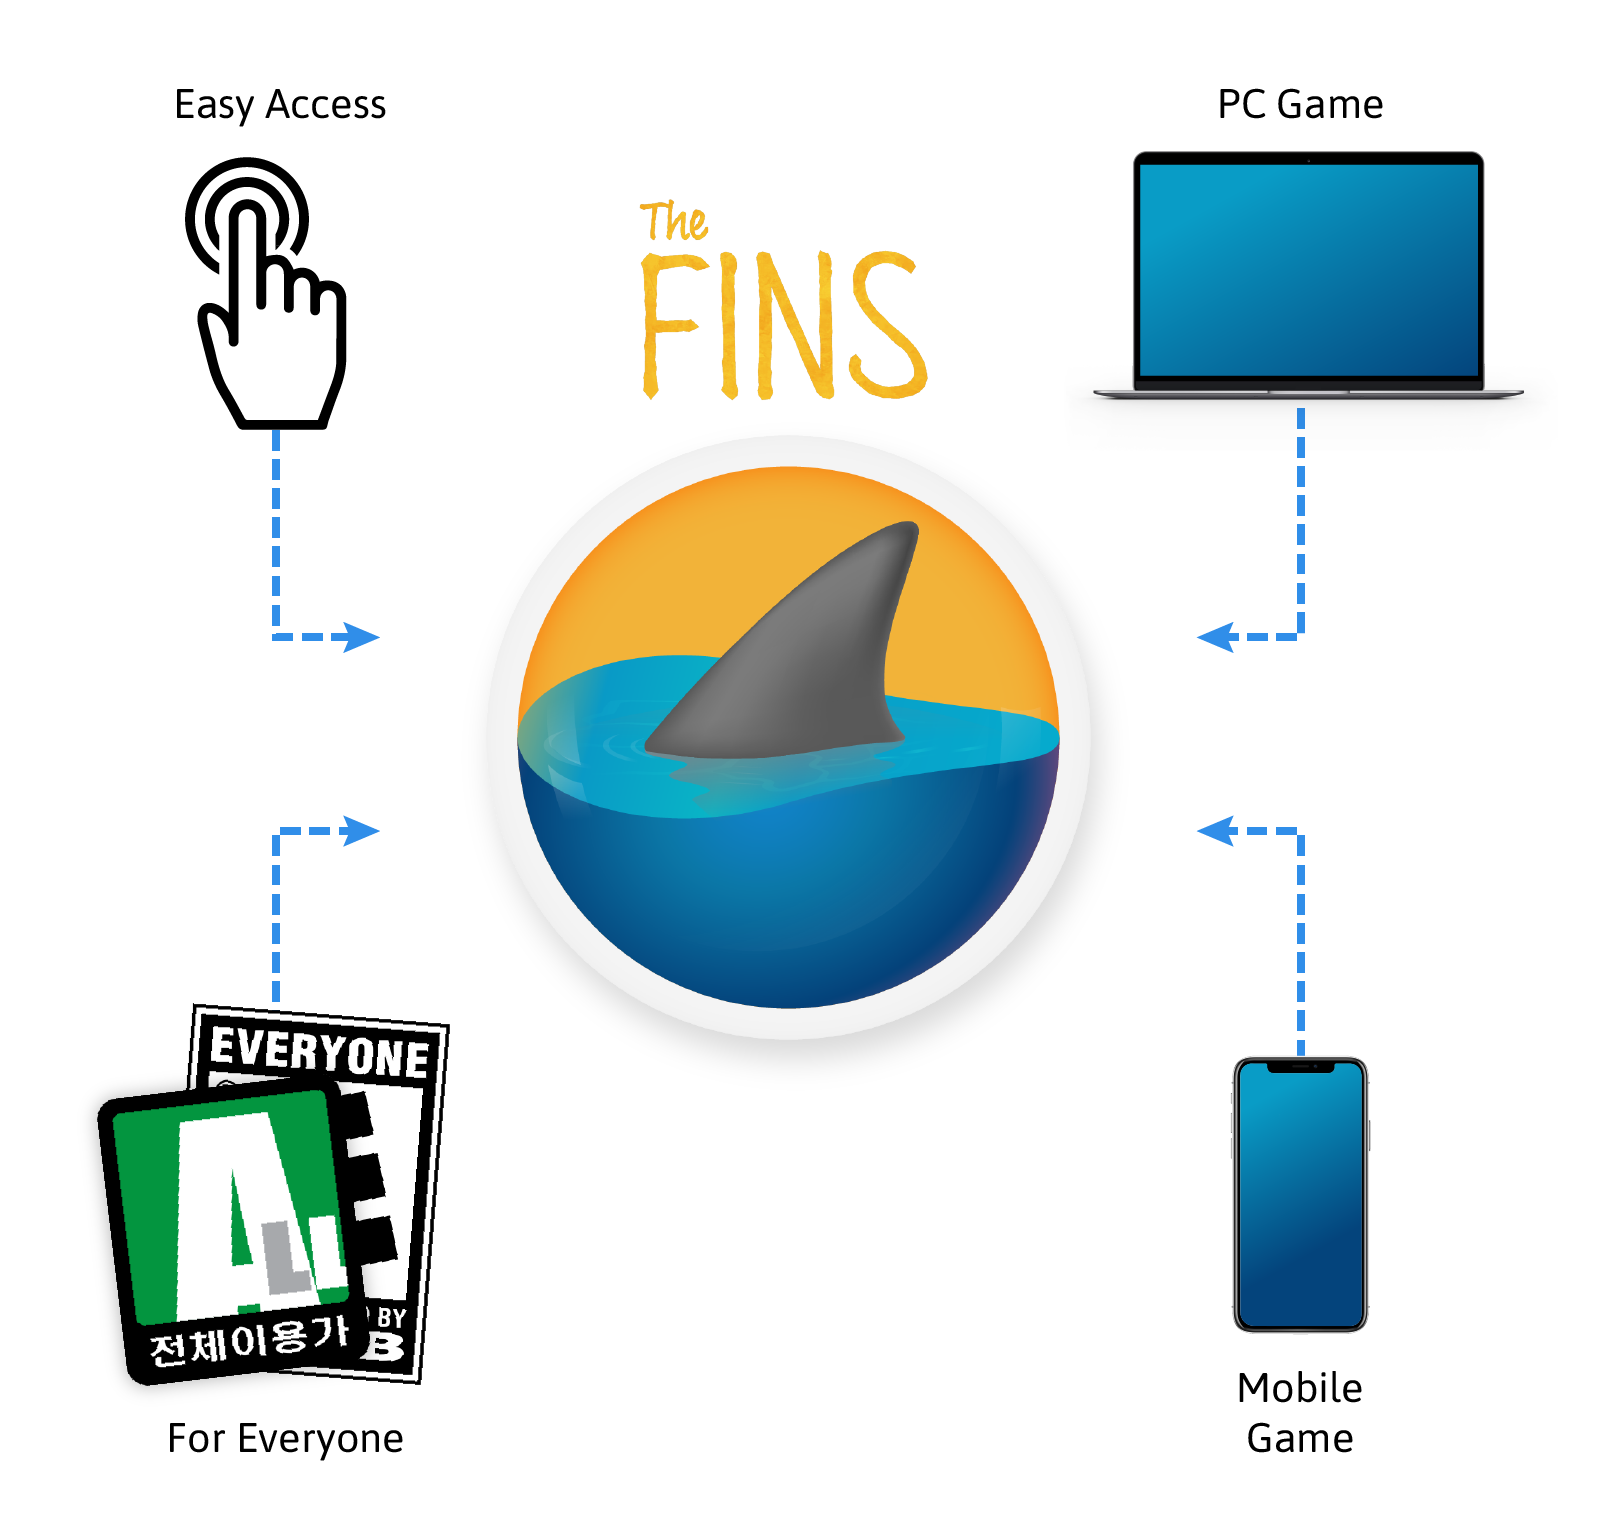 Easy Access
PC Game
The
FINS
EVERYONE
E
BY
B
ALL
전체이용가
For Everyone
Mobile
Game